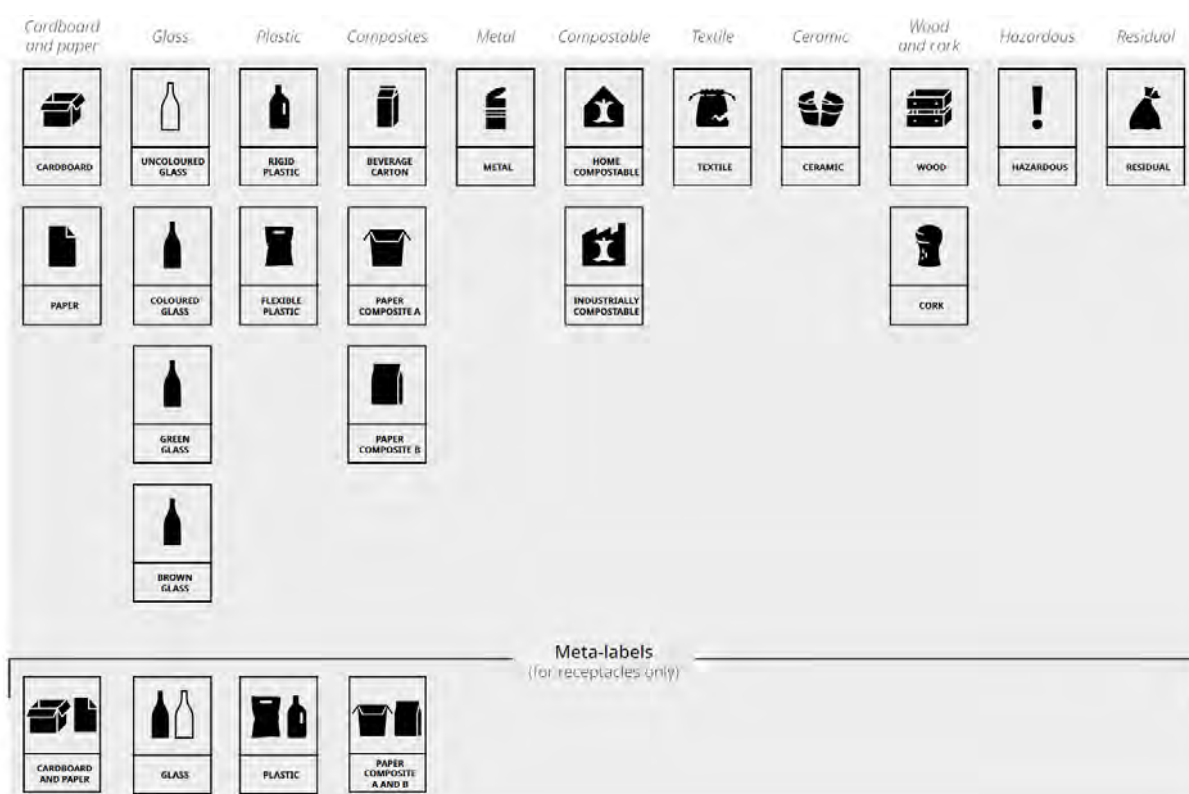 Cardboard
and paper
Glass
Plastic
Composites
Metal
Compostable
Textile
Ceramic
Wood
and cork
Hazardous
Residual
CARDBOARD
UNCOLOURED
GLASS
RIGID
PLASTIC
BEVERAGE
CARTON
METAL
HOME
COMPOSTABLE
TEXTILE
CERAMIC
WOOD
HAZARDOUS
RESIDUAL
PAPER
COLOURED
GLASS
FLEXIBLE
PLASTIC
PAPER
COMPOSITE A
INDUSTRIALLY
COMPOSTABLE
CORK
GREEN
GLASS
PAPER
COMPOSITE B
BROWN
GLASS
Meta-labels
(for receptacles only)
CARDBOARD
AND PAPER
GLASS
PLASTIC
PAPER
COMPOSITE
A AND B